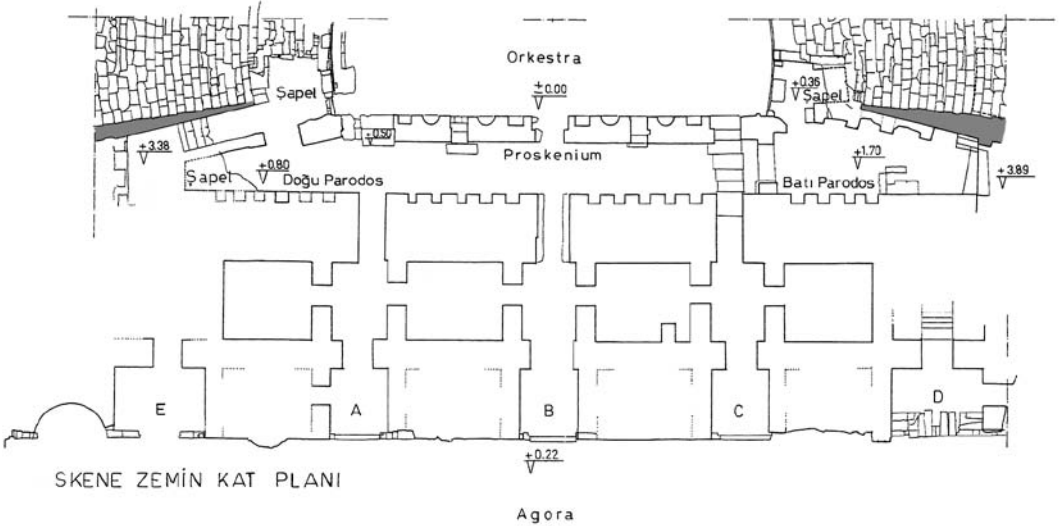 Orkestra
± 0.00
Şapel
+0.36
Şapel
+0.50
+3.38
Proskenium
+1.70
+0.80
Şapel
Doğu Parodos
Batı Parodos
+3.89
E
A
B
C
D
+0.22
SKENE ZEMİN KAT PLANI
Agora